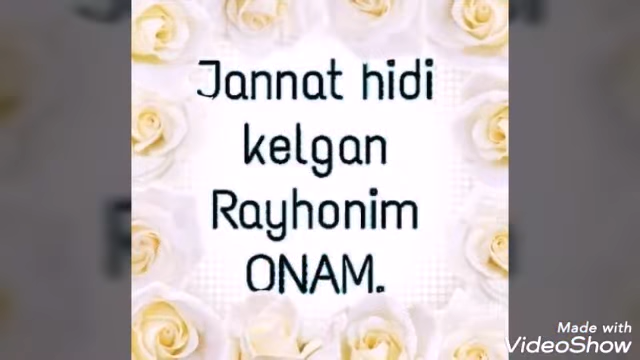 Jannat hidi
kelgan
Rayhonim
ONAM.
Made with
VideoShow